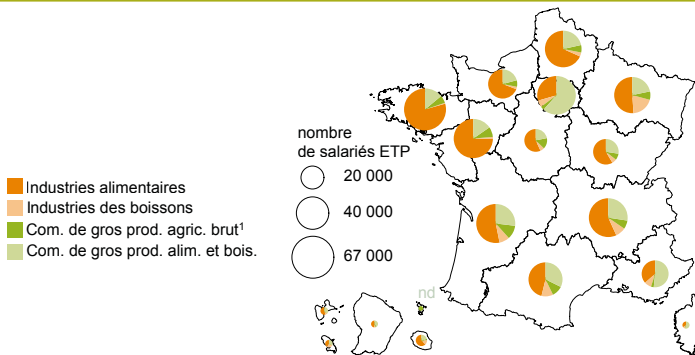 nombre
de salariés ETP
20 000
40 000
67 000
Industries alimentaires
Industries des boissons
Com. de gros prod. agric. brut¹
Com. de gros prod. alim. et bois.
nd